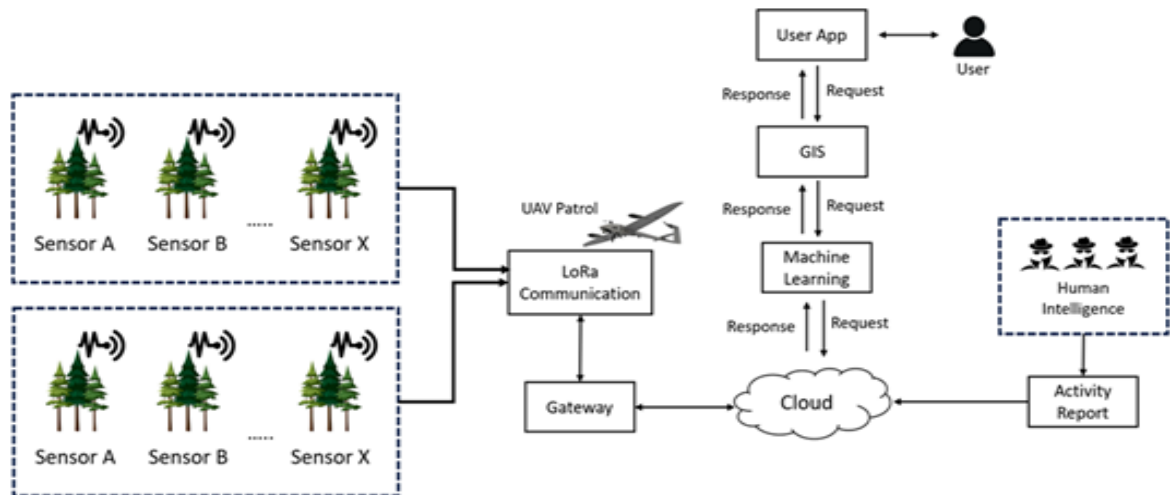 User App
User
Response
Request
GIS
Response
Request
Machine
Learning
Response
Request
Cloud
UAV Patrol
LoRa
Communication
Gateway
Sensor A
Sensor B
.....
Sensor X
Sensor A
Sensor B
.....
Sensor X
Human
Intelligence
Activity
Report